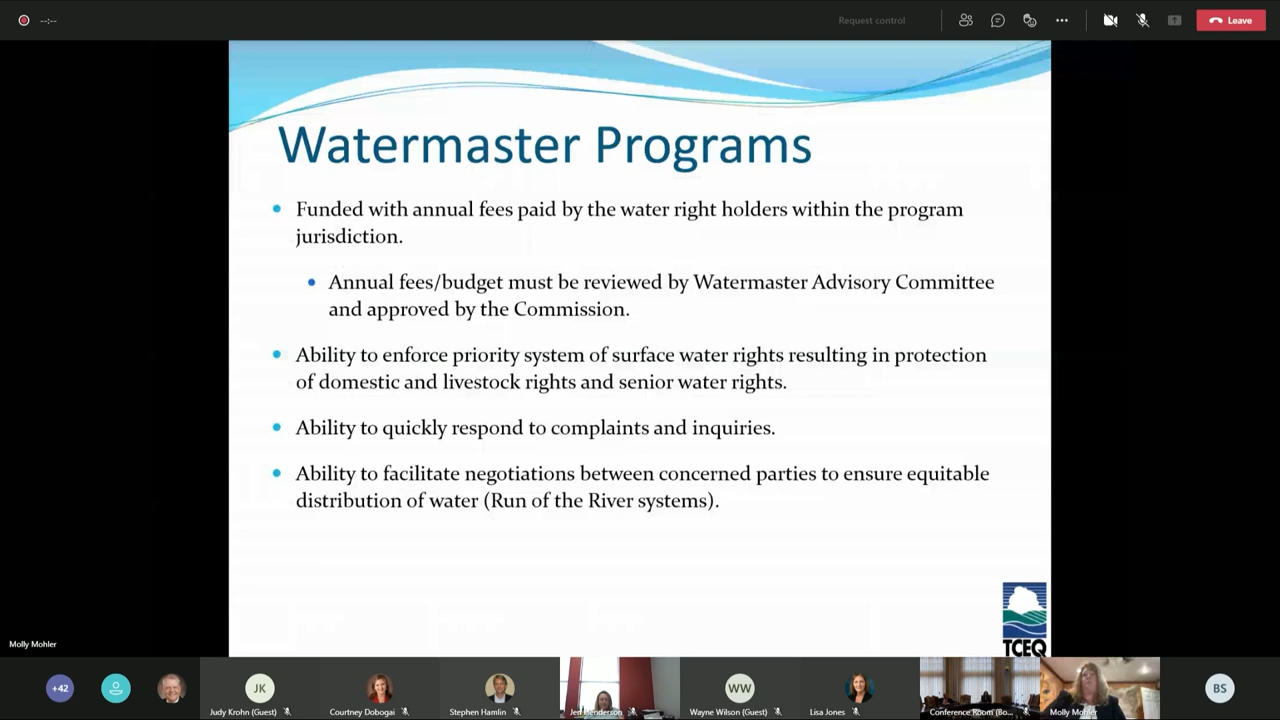 --:--
Request control
Leave
Watermaster Programs
Funded with annual fees paid by the water right holders within the program
jurisdiction.
Annual fees/budget must be reviewed by Watermaster Advisory Committee
and approved by the Commission.
Ability to enforce priority system of surface water rights resulting in protection
of domestic and livestock rights and senior water rights.
Ability to quickly respond to complaints and inquiries.
Ability to facilitate negotiations between concerned parties to ensure equitable
distribution of water (Run of the River systems).
TCEQ
Molly Mohler
+42
JK
WW
BS
Judy Krohn (Guest)
Courtney Dobogai
Stephen Hamlin
Jen Henderson
Wayne Wilson (Guest)
Lisa Jones
Conference Room (Bo...
Molly Mohler